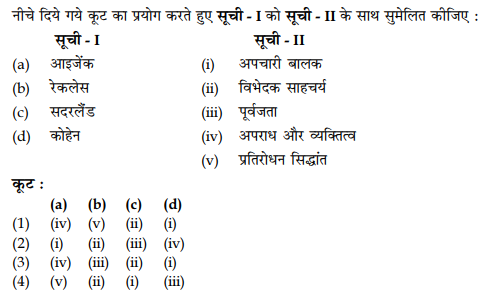 नीचे दिये गये कूट का प्रयोग करते हुए सूची - I को सूची - II के साथ सुमेलित कीजिए :
सूची - I सूची - II
(a) आइजेंक (i) अपचारी बालक
(b) रेकलेस (ii) विभेदक साहचर्य
(c) सदरलैंड (iii) पूर्वजता
(d) कोहेन (iv) अपराध और व्यक्तित्व
(v) प्रतिरोधन सिद्धांत
कूट :
(a) (b) (c) (d)
(1) (iv) (v) (ii) (i)
(2) (i) (ii) (iii) (iv)
(3) (iv) (iii) (ii) (i)
(4) (v) (ii) (i) (iii)